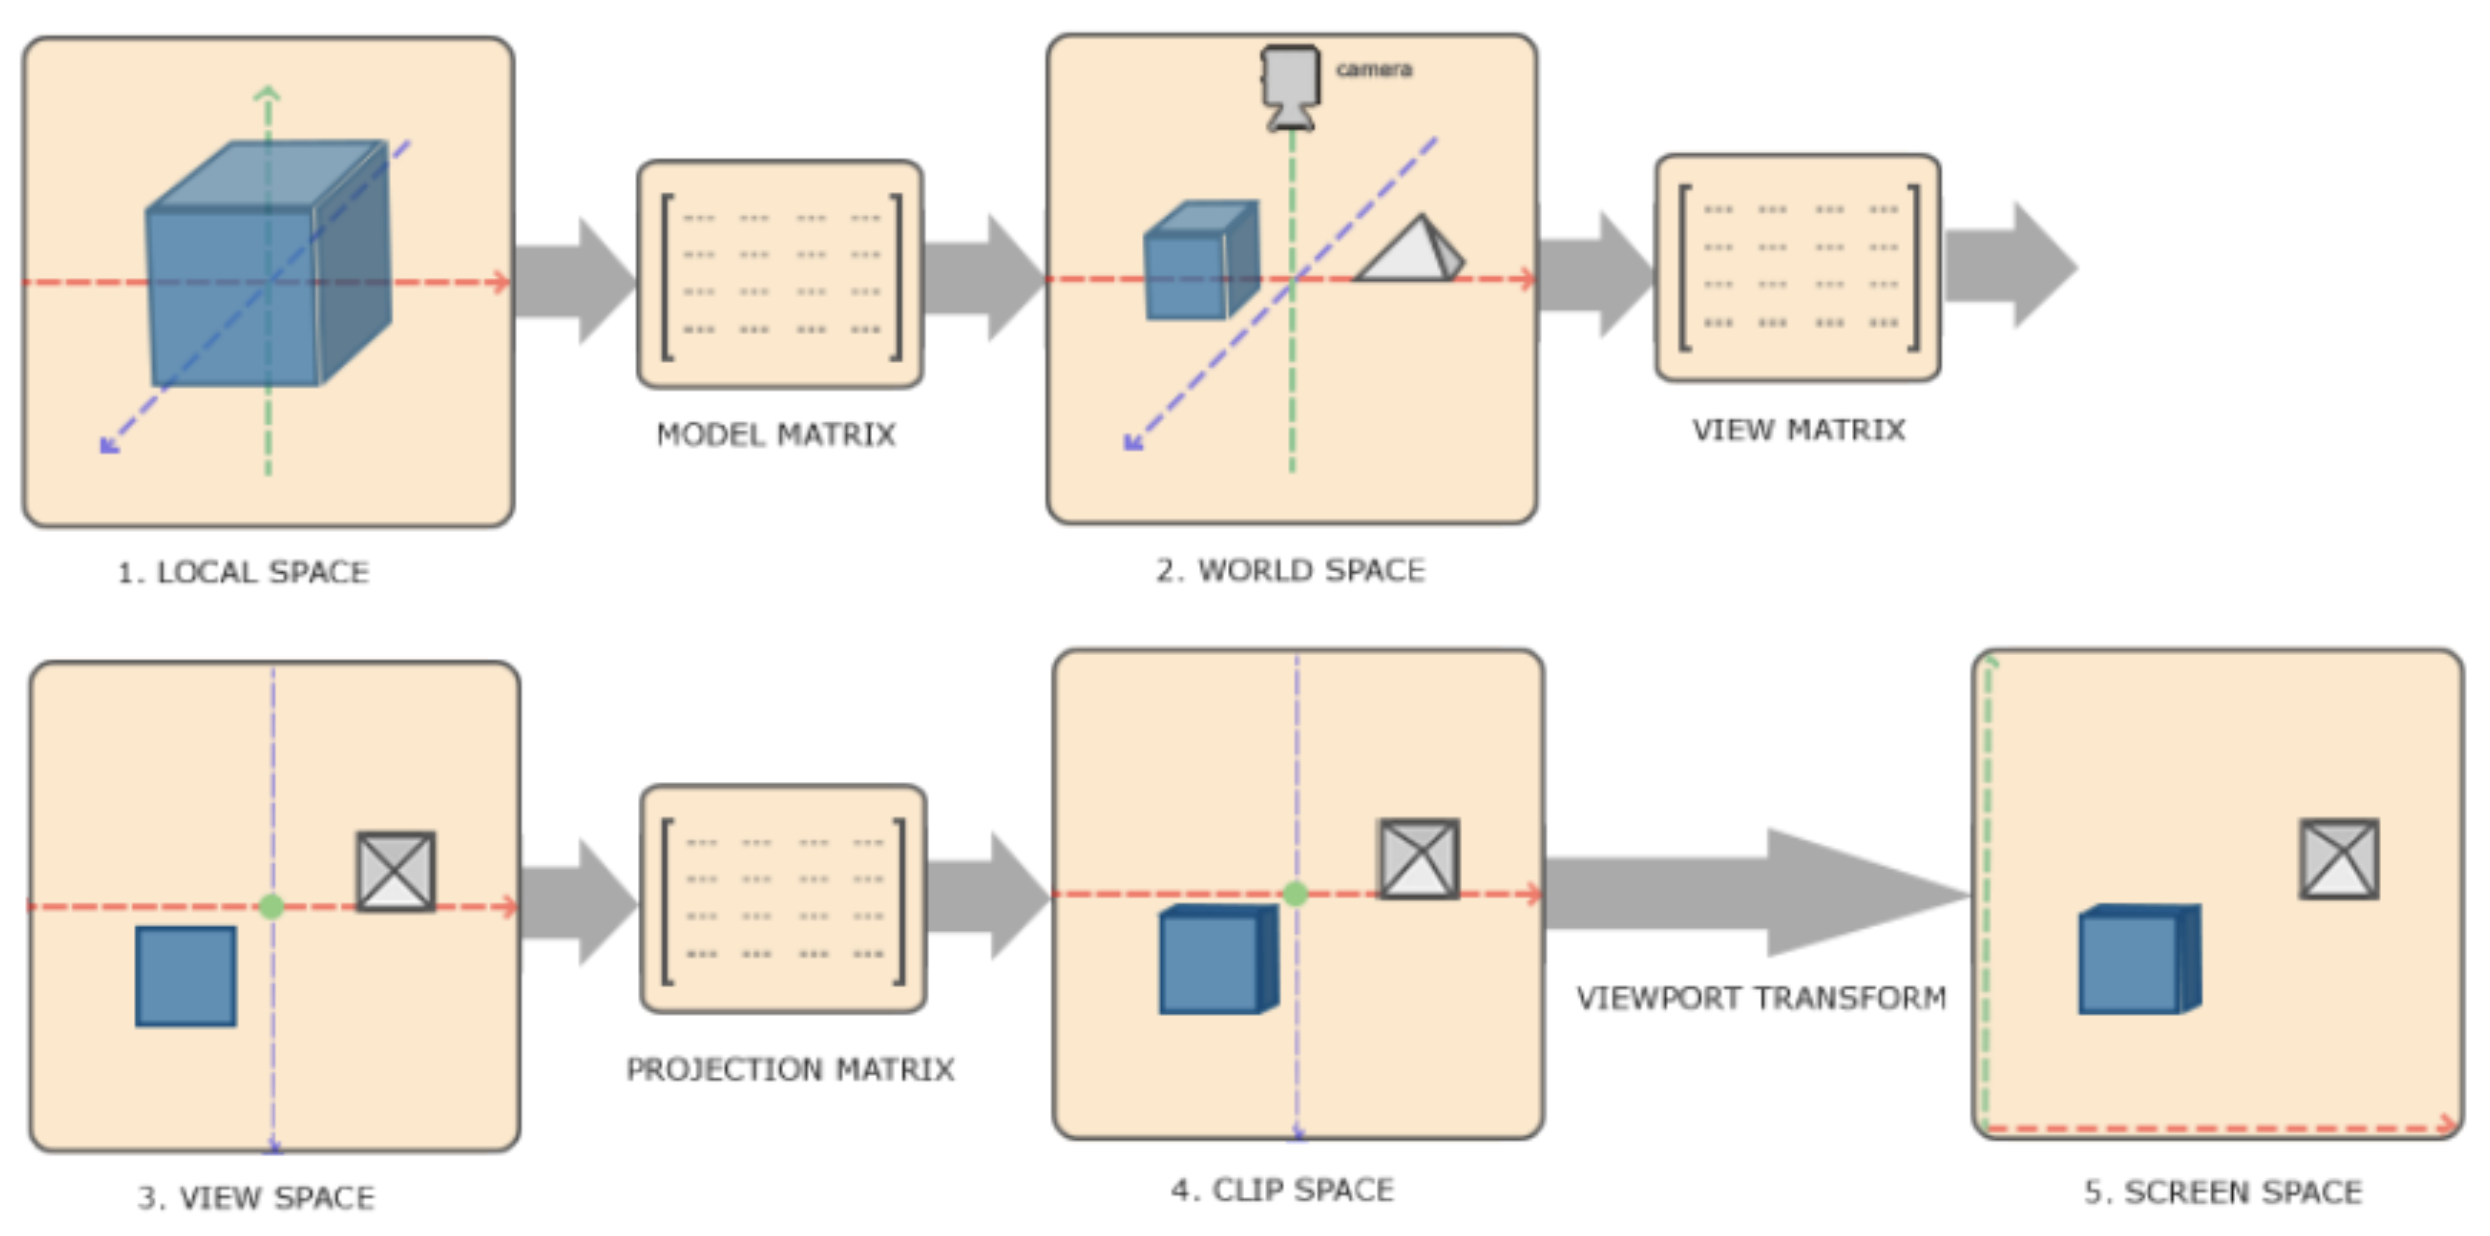 camera
MODEL MATRIX
VIEW MATRIX
1. LOCAL SPACE
2. WORLD SPACE
VIEWPORT TRANSFORM
PROJECTION MATRIX
3. VIEW SPACE
4. CLIP SPACE
5. SCREEN SPACE